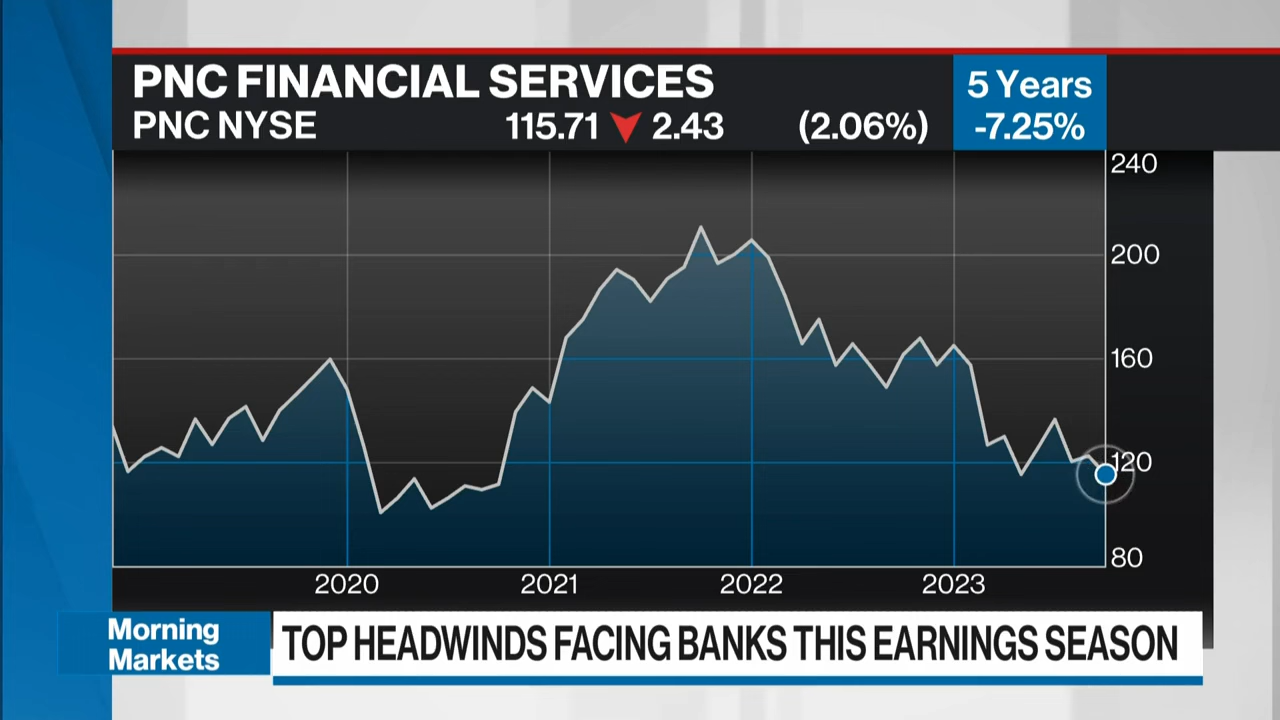 PNC FINANCIAL SERVICES
PNC NYSE 115.71 2.43 (2.06%)
5 Years
-7.25%
240
200
160
120
80
2020 2021 2022 2023
Morning
Markets
TOP HEADWINDS FACING BANKS THIS EARNINGS SEASON